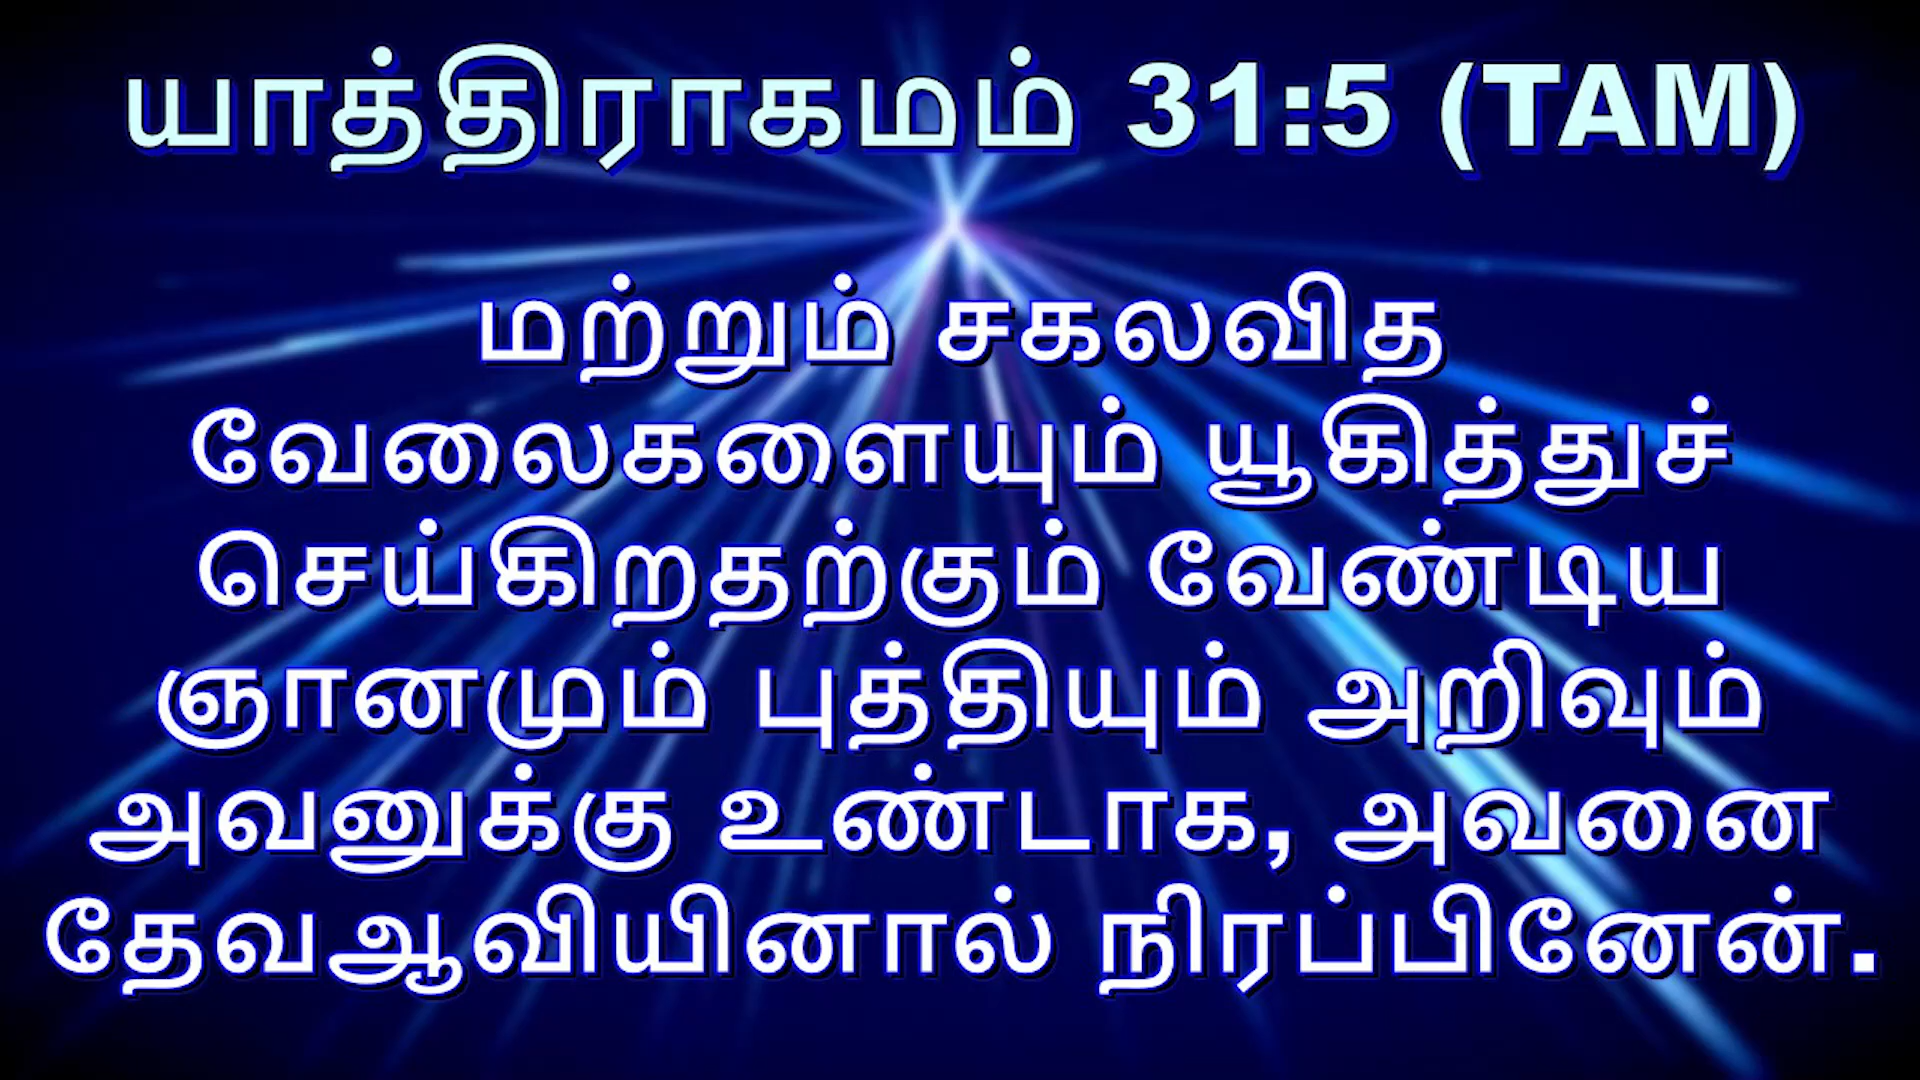 யாத்திராகமம் 31:5 (TAM)
மற்றும் சகலவித
வேலைகளையும் யூகித்துச்
செய்கிறதற்கும் வேண்டிய
ஞானமும் புத்தியும் அறிவும்
அவனுக்கு உண்டாக, அவனை
தேவஆவியினால் நிரப்பினேன்.